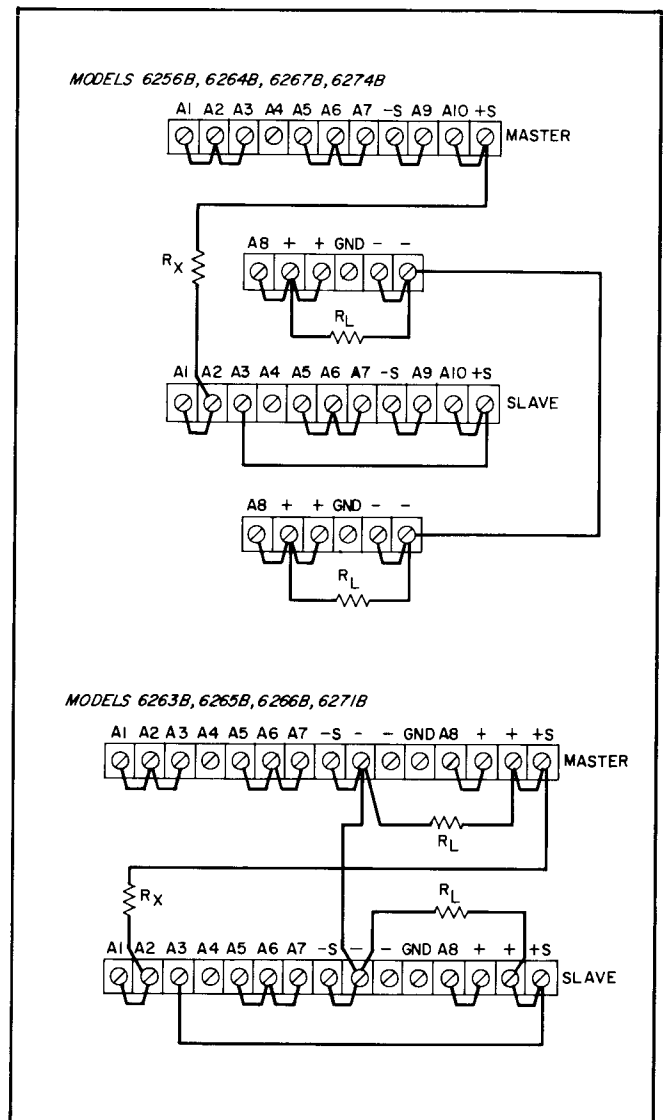 MODELS 6256B, 6264B, 6267B, 6274B
A1 A2 A3 A4 A5 A6 A7 -S A9 A10 +S
MASTER
RX
A8 + + GND - -
RL
A1 A2 A3 A4 A5 A6 A7 -S A9 A10 +S
SLAVE
A8 + + GND - -
RL
MODELS 6263B, 6265B, 6266B, 6271B
A1 A2 A3 A4 A5 A6 A7 -S - - GND A8 + + +S
MASTER
RL
RX
RL
A1 A2 A3 A4 A5 A6 A7 -S - - GND A8 + + +S
SLAVE